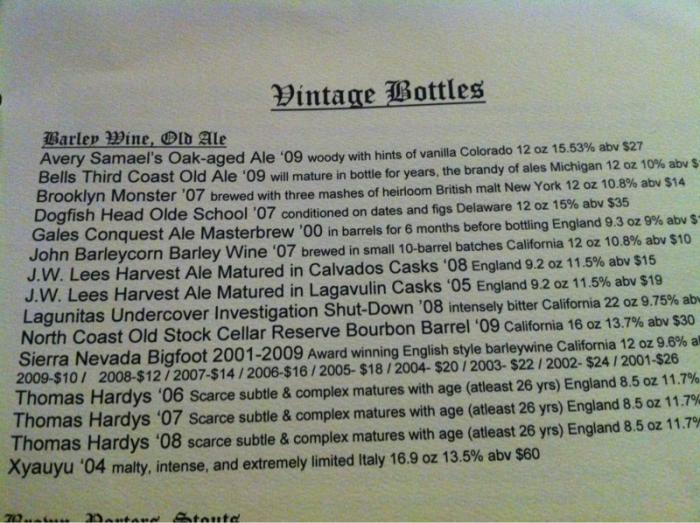 Vintage Bottles
Barley Wine, Old Ale
Avery Samael's Oak-aged Ale '09 woody with hints of vanilla Colorado 12 oz 15.53% abv $27
Bells Third Coast Old Ale '09 will mature in bottle for years, the brandy of ales Michigan 12 oz 10% abv $
Brooklyn Monster '07 brewed with three mashes of heirloom British malt New York 12 oz 10.8% abv $14
Dogfish Head Olde School '07 conditioned on dates and figs Delaware 12 oz 15% abv $35
Gales Conquest Ale Masterbrew '00 in barrels for 6 months before bottling England 9.3 oz 9% abv $
John Barleycorn Barley Wine '07 brewed in small 10-barrel batches California 12 oz 10.8% abv $10
J.W. Lees Harvest Ale Matured in Calvados Casks '08 England 9.2 oz 11.5% abv $15
J.W. Lees Harvest Ale Matured in Lagavulin Casks '05 England 9.2 oz 11.5% abv $19
Lagunitas Undercover Investigation Shut-Down '08 intensely bitter California 22 oz 9.75% abv
North Coast Old Stock Cellar Reserve Bourbon Barrel '09 California 16 oz 13.7% abv $30
Sierra Nevada Bigfoot 2001-2009 Award winning English style barleywine California 12 oz 9.6% a
2009-$10 / 2008-$12 / 2007-$14 / 2006-$16 / 2005- $18 / 2004- $20 / 2003- $22 / 2002- $24 / 2001-$26
Thomas Hardys '06 Scarce subtle & complex matures with age (atleast 26 yrs) England 8.5 oz 11.7%
Thomas Hardys '07 Scarce subtle & complex matures with age (atleast 26 yrs) England 8.5 oz 11.7%
Thomas Hardys '08 scarce subtle & complex matures with age (atleast 26 yrs) England 8.5 oz 11.7%
Xyauyu '04 malty, intense, and extremely limited Italy 16.9 oz 13.5% abv $60